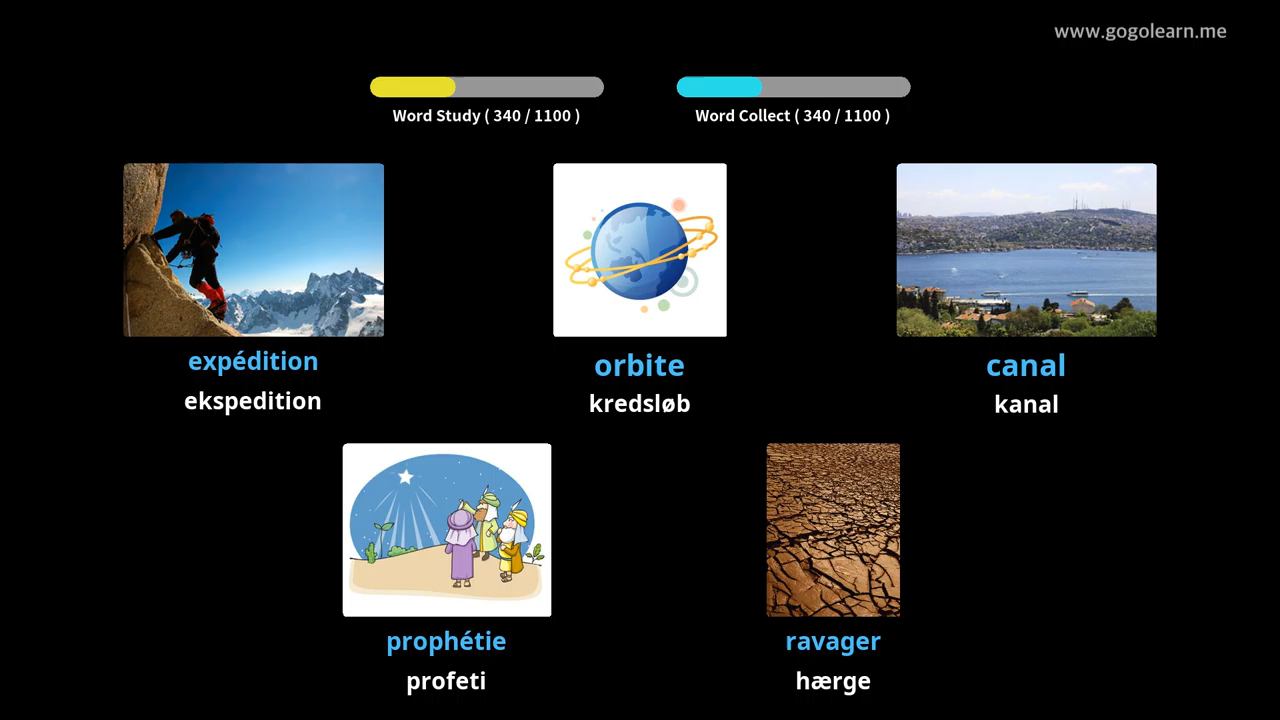 www.gogolearn.me
Word Study ( 340 / 1100 )
Word Collect ( 340 / 1100 )
expédition
ekspedition
orbite
kredsløb
canal
kanal
prophétie
profeti
ravager
hærge